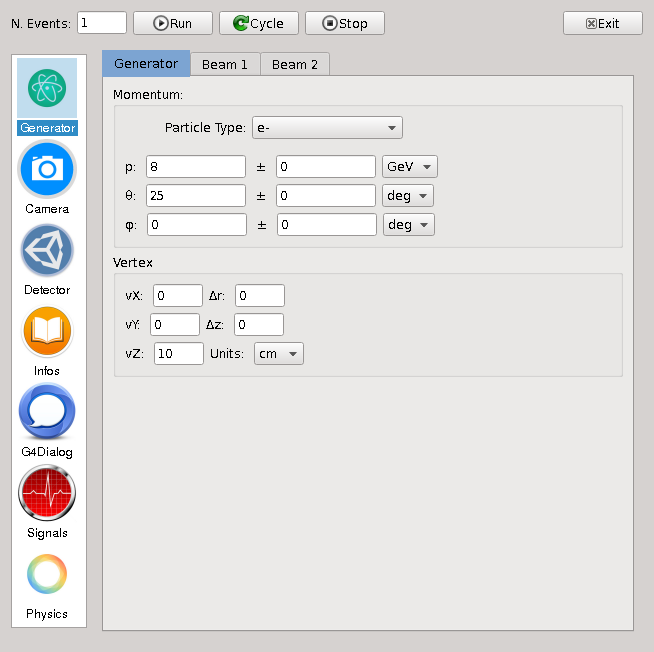 N. Events: 1 Run Cycle Stop Exit
Generator Beam 1 Beam 2
Momentum:
Particle Type: e-
p: 8 ± 0 GeV
θ: 25 ± 0 deg
φ: 0 ± 0 deg
Vertex
vX: 0 Δr: 0
vY: 0 Δz: 0
vZ: 10 Units: cm
Generator
Camera
Detector
Infos
G4Dialog
Signals
Physics